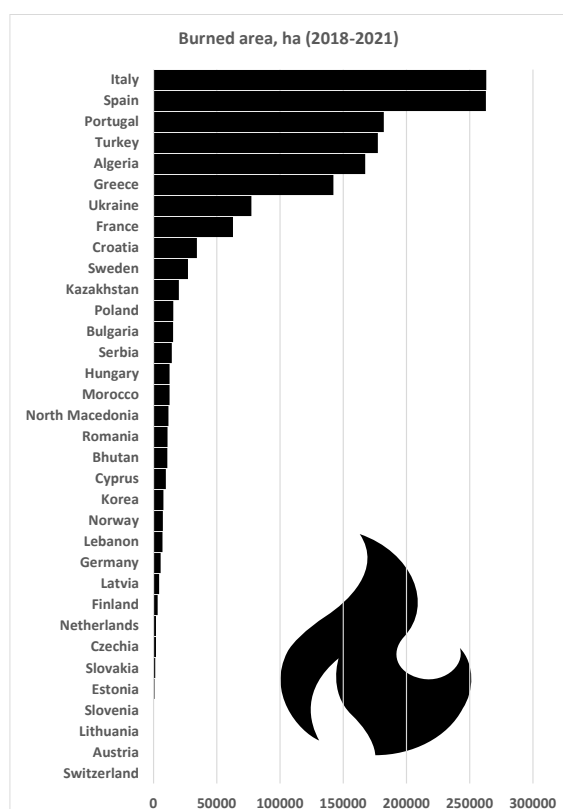 Burned area, ha (2018-2021)
Italy
Spain
Portugal
Turkey
Algeria
Greece
Ukraine
France
Croatia
Sweden
Kazakhstan
Poland
Bulgaria
Serbia
Hungary
Morocco
North Macedonia
Romania
Bhutan
Cyprus
Korea
Norway
Lebanon
Germany
Latvia
Finland
Netherlands
Czechia
Slovakia
Estonia
Slovenia
Lithuania
Austria
Switzerland
0 50000 100000 150000 200000 250000 300000